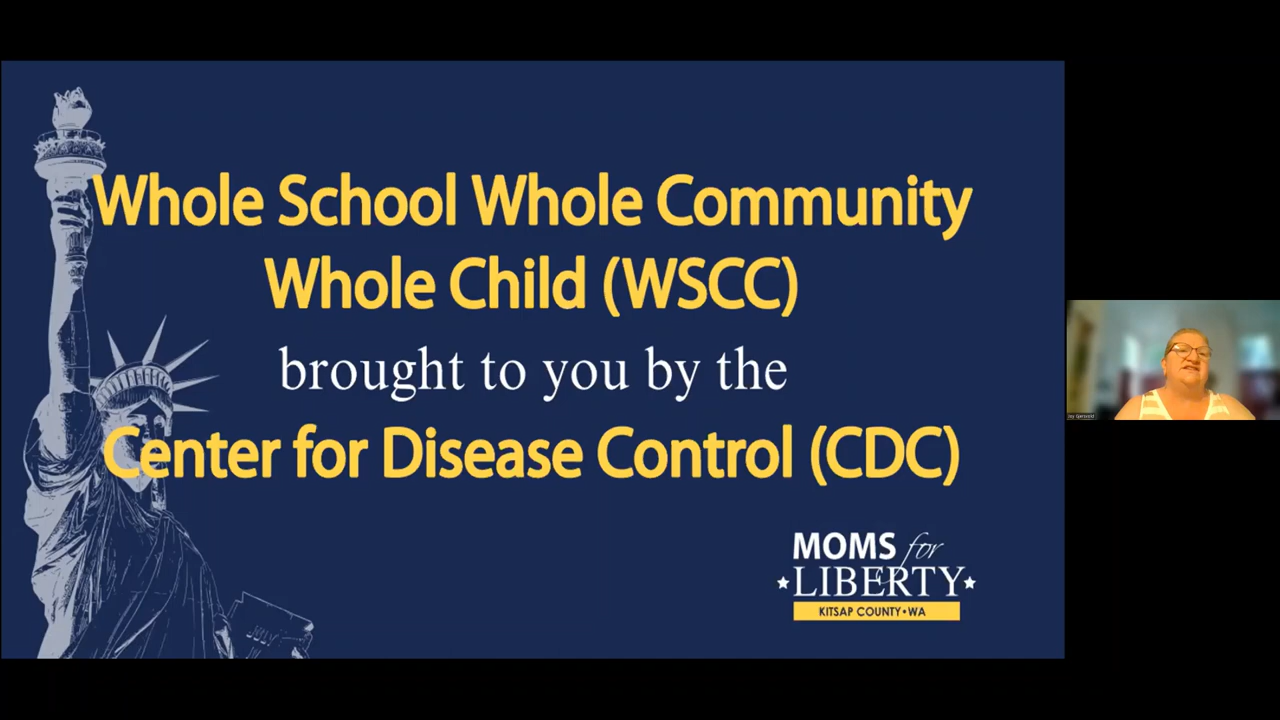 Whole School Whole Community
Whole Child (WSCC)
brought to you by the
Center for Disease Control (CDC)
MOMS for
LIBERTY
KITSAP COUNTY•WA